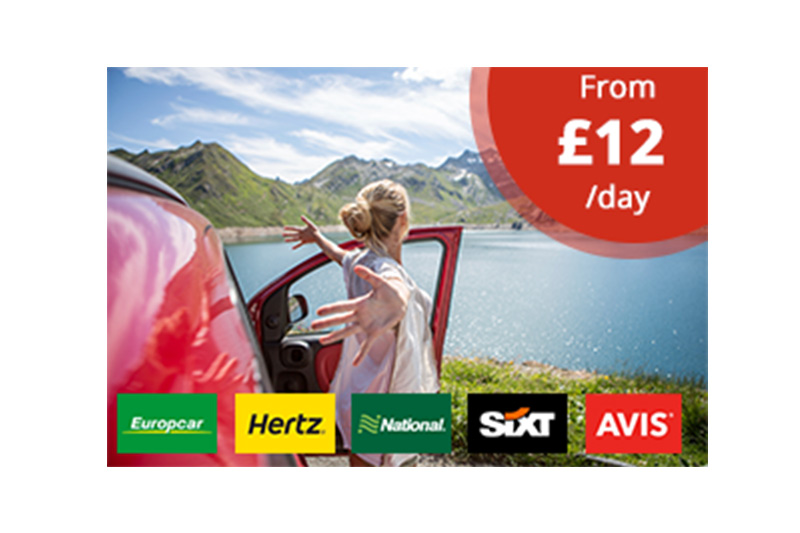 From
£12
/day
Europcar
Hertz.
National.
SIXT
AVIS